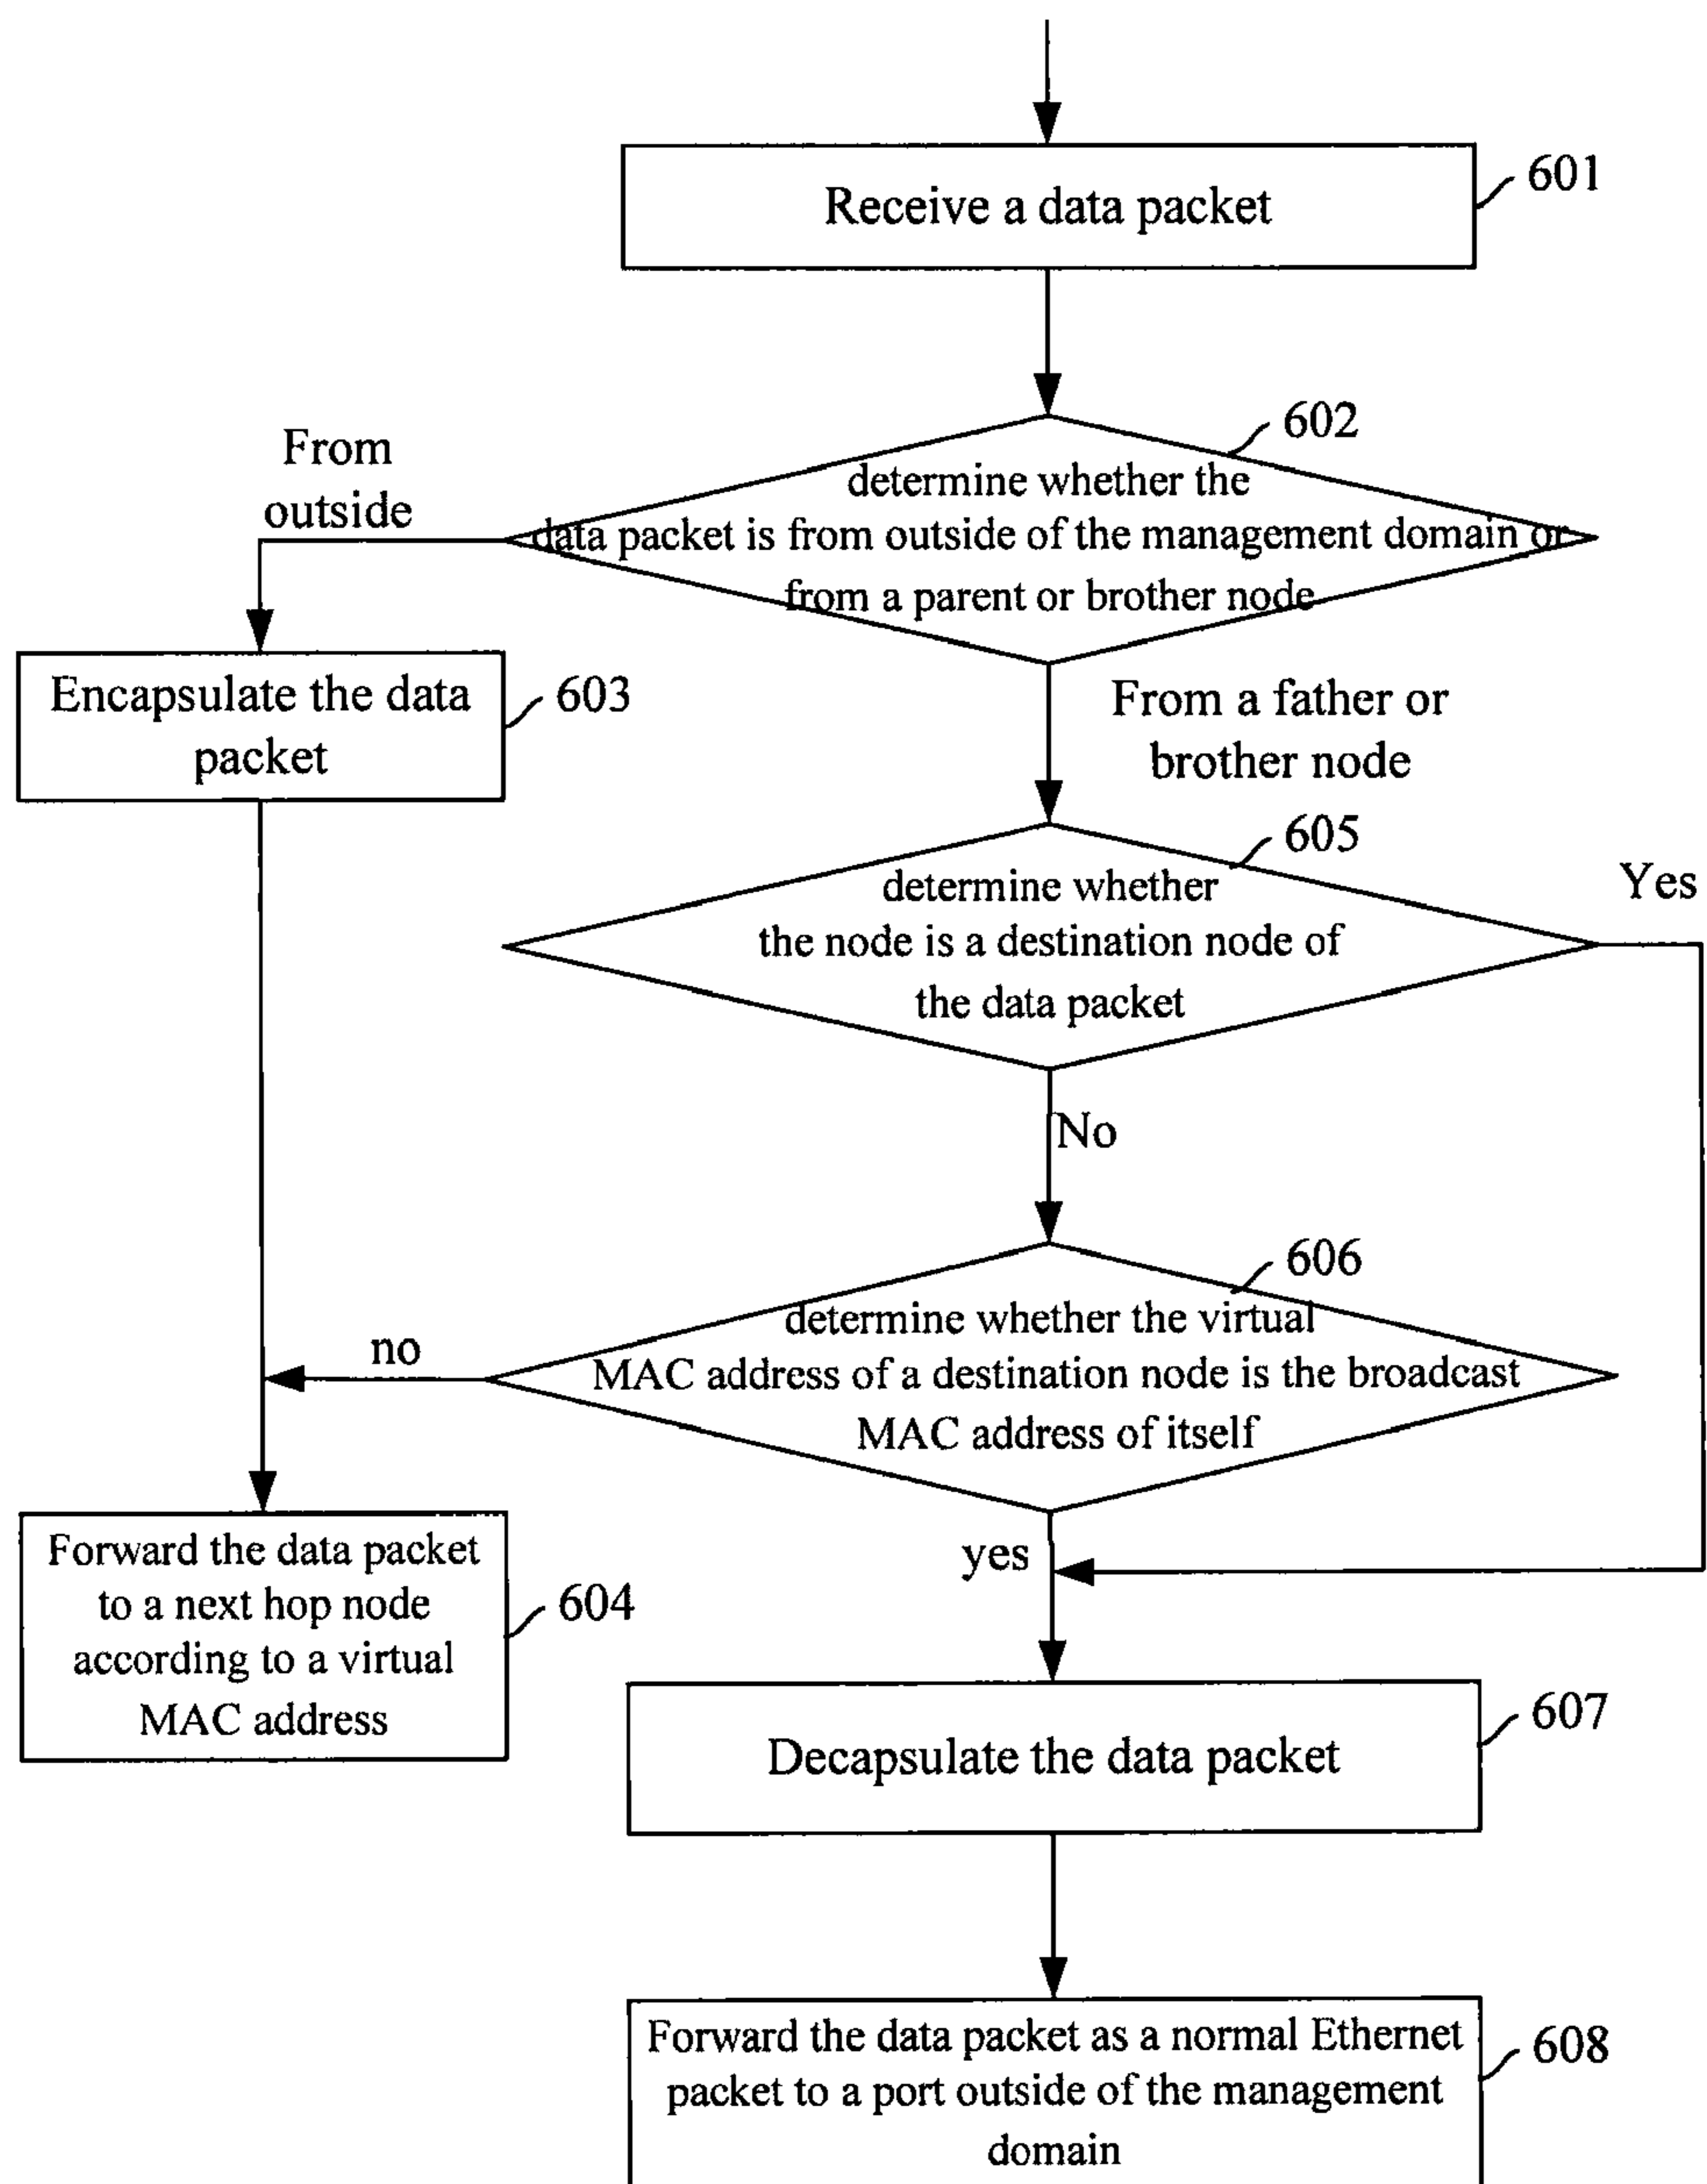 Receive a data packet
601
602
From
outside
determine whether the
data packet is from outside of the management domain or
from a parent or brother node
Encapsulate the data
packet
603
From a father or
brother node
605
Yes
determine whether
the node is a destination node of
the data packet
No
606
determine whether the virtual
MAC address of a destination node is the broadcast
MAC address of itself
no
yes
Forward the data packet
to a next hop node
according to a virtual
MAC address
604
Decapsulate the data packet
607
Forward the data packet as a normal Ethernet
packet to a port outside of the management
domain
608